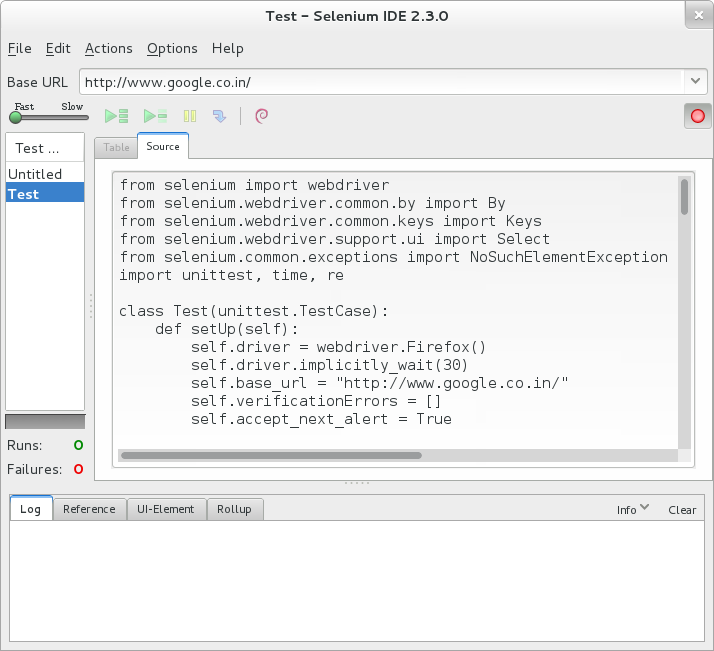 Test - Selenium IDE 2.3.0
File Edit Actions Options Help
Base URL http://www.google.co.in/
Fast Slow
Test ...
Untitled
Test
Table Source
from selenium import webdriver
from selenium.webdriver.common.by import By
from selenium.webdriver.common.keys import Keys
from selenium.webdriver.support.ui import Select
from selenium.common.exceptions import NoSuchElementException
import unittest, time, re
class Test(unittest.TestCase):
    def setUp(self):
        self.driver = webdriver.Firefox()
        self.driver.implicitly_wait(30)
        self.base_url = "http://www.google.co.in/"
        self.verificationErrors = []
        self.accept_next_alert = True
Runs: 0
Failures: 0
Log Reference UI-Element Rollup Info Clear